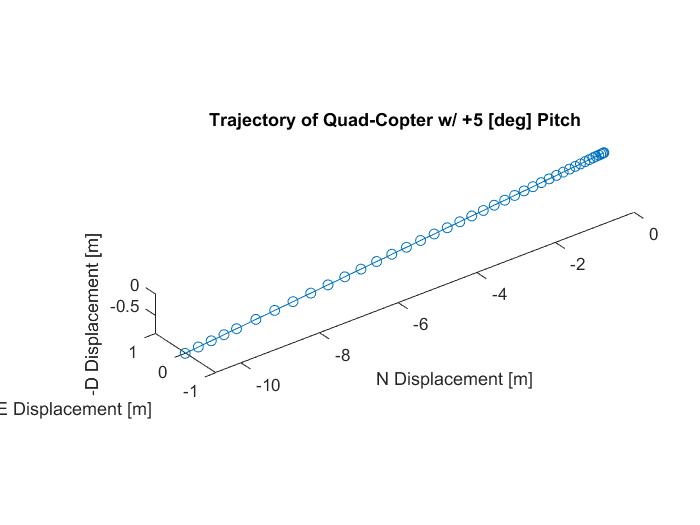 Trajectory of Quad-Copter w/ +5 [deg] Pitch
-D Displacement [m]
0
-0.5
1
0
-1
E Displacement [m]
-10
-8
-6
-4
-2
0
N Displacement [m]